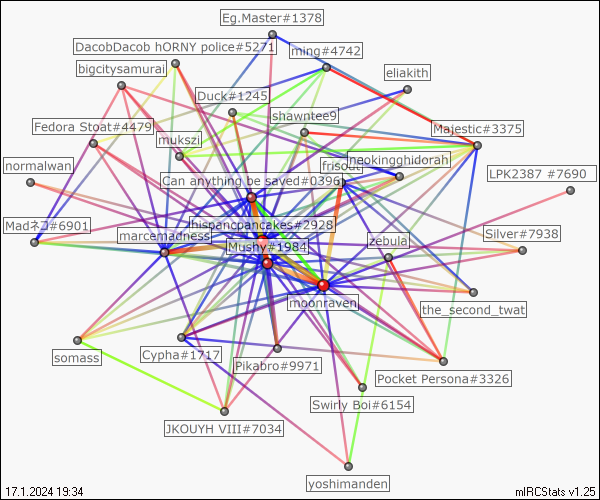 Eg.Master#1378
DacobDacob hORNY police#5271
ming#4742
bigcitysamurai
eliakith
Duck#1245
shawntee9
Fedora Stoat#4479
mukszi
Majestic#3375
normalwan
frisout
neokingghidorah
LPK2387 #7690
Can anything be saved#0396
Madネコ#6901
hispancpancakes#2928
marcemadness
Mushy#1984
zebula
Silver#7938
moonraven
the_second_twat
somass
Cypha#1717
Pikabro#9971
Pocket Persona#3326
Swirly Boi#6154
JKOUYH VIII#7034
yoshimanden
17.1.2024 19:34
mIRCStats v1.25